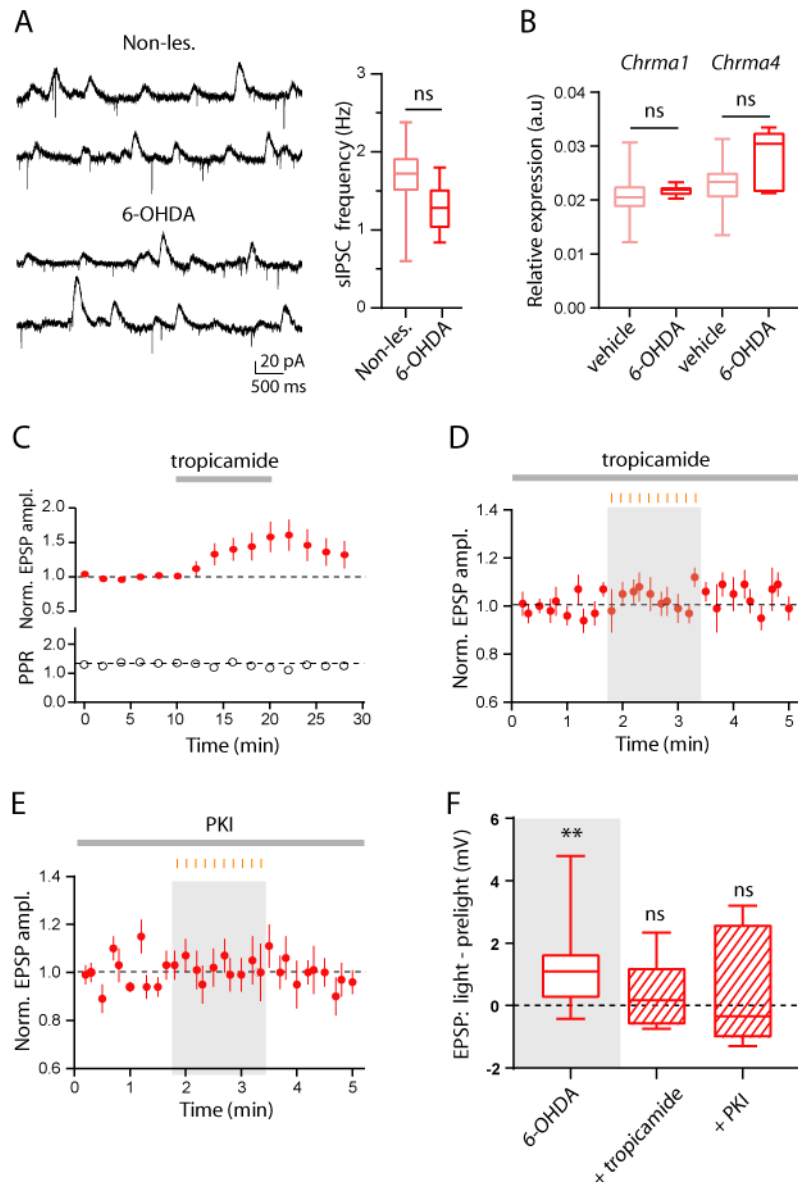 A
Non-les.
6-OHDA
20 pA
500 ms
sIPSC frequency (Hz)
3
2
1
0
ns
Non-les.
6-OHDA
B
Chrma1 Chrma4
ns ns
Relative expression (a.u)
0.04
0.03
0.02
0.01
0.00
vehicle
6-OHDA
vehicle
6-OHDA
C
tropicamide
Norm. EPSP ampl.
2.0
1.5
1.0
0.5
PPR
2.0
1.0
0 5 10 15 20 25 30
Time (min)
D
tropicamide
Norm. EPSP ampl.
1.4
1.2
1.0
0.8
0.6
0 1 2 3 4 5
Time (min)
E
PKI
Norm. EPSP ampl.
1.4
1.2
1.0
0.8
0.6
0 1 2 3 4 5
Time (min)
F
EPSP: light - prelight (mV)
6
4
2
0
-2
**
ns
ns
6-OHDA
+ tropicamide
+ PKI